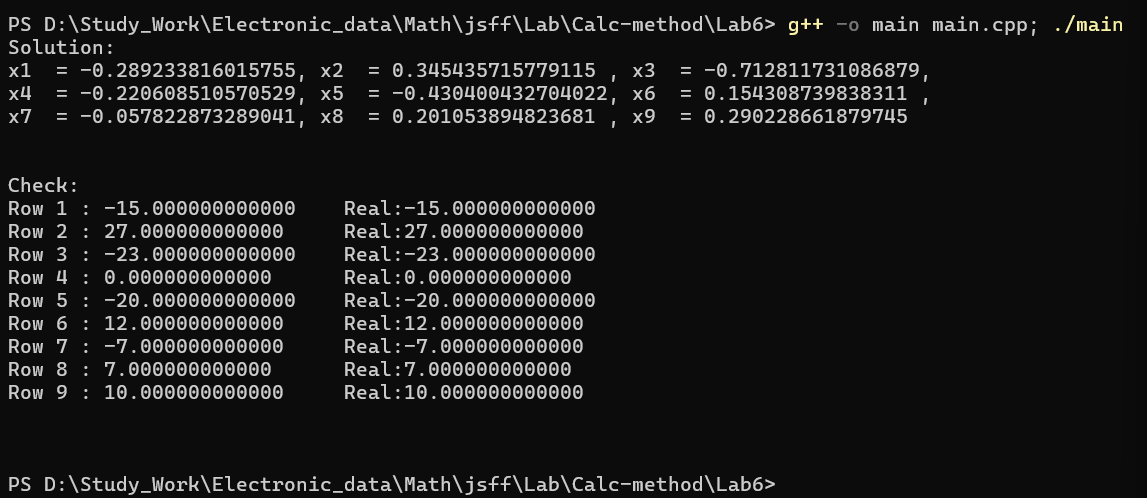 PS D:\Study_Work\Electronic_data\Math\jsff\Lab\Calc-method\Lab6> g++ -o main main.cpp; ./main
Solution:
x1  = -0.289233816015755, x2  = 0.345435715779115 , x3  = -0.712811731086879,
x4  = -0.220608510570529, x5  = -0.430400432704022, x6  = 0.154308739838311 ,
x7  = -0.057822873289041, x8  = 0.201053894823681 , x9  = 0.290228661879745
Check:
Row 1 : -15.000000000000    Real:-15.000000000000
Row 2 : 27.000000000000     Real:27.000000000000
Row 3 : -23.000000000000    Real:-23.000000000000
Row 4 : 0.000000000000      Real:0.000000000000
Row 5 : -20.000000000000    Real:-20.000000000000
Row 6 : 12.000000000000     Real:12.000000000000
Row 7 : -7.000000000000     Real:-7.000000000000
Row 8 : 7.000000000000      Real:7.000000000000
Row 9 : 10.000000000000     Real:10.000000000000
PS D:\Study_Work\Electronic_data\Math\jsff\Lab\Calc-method\Lab6>